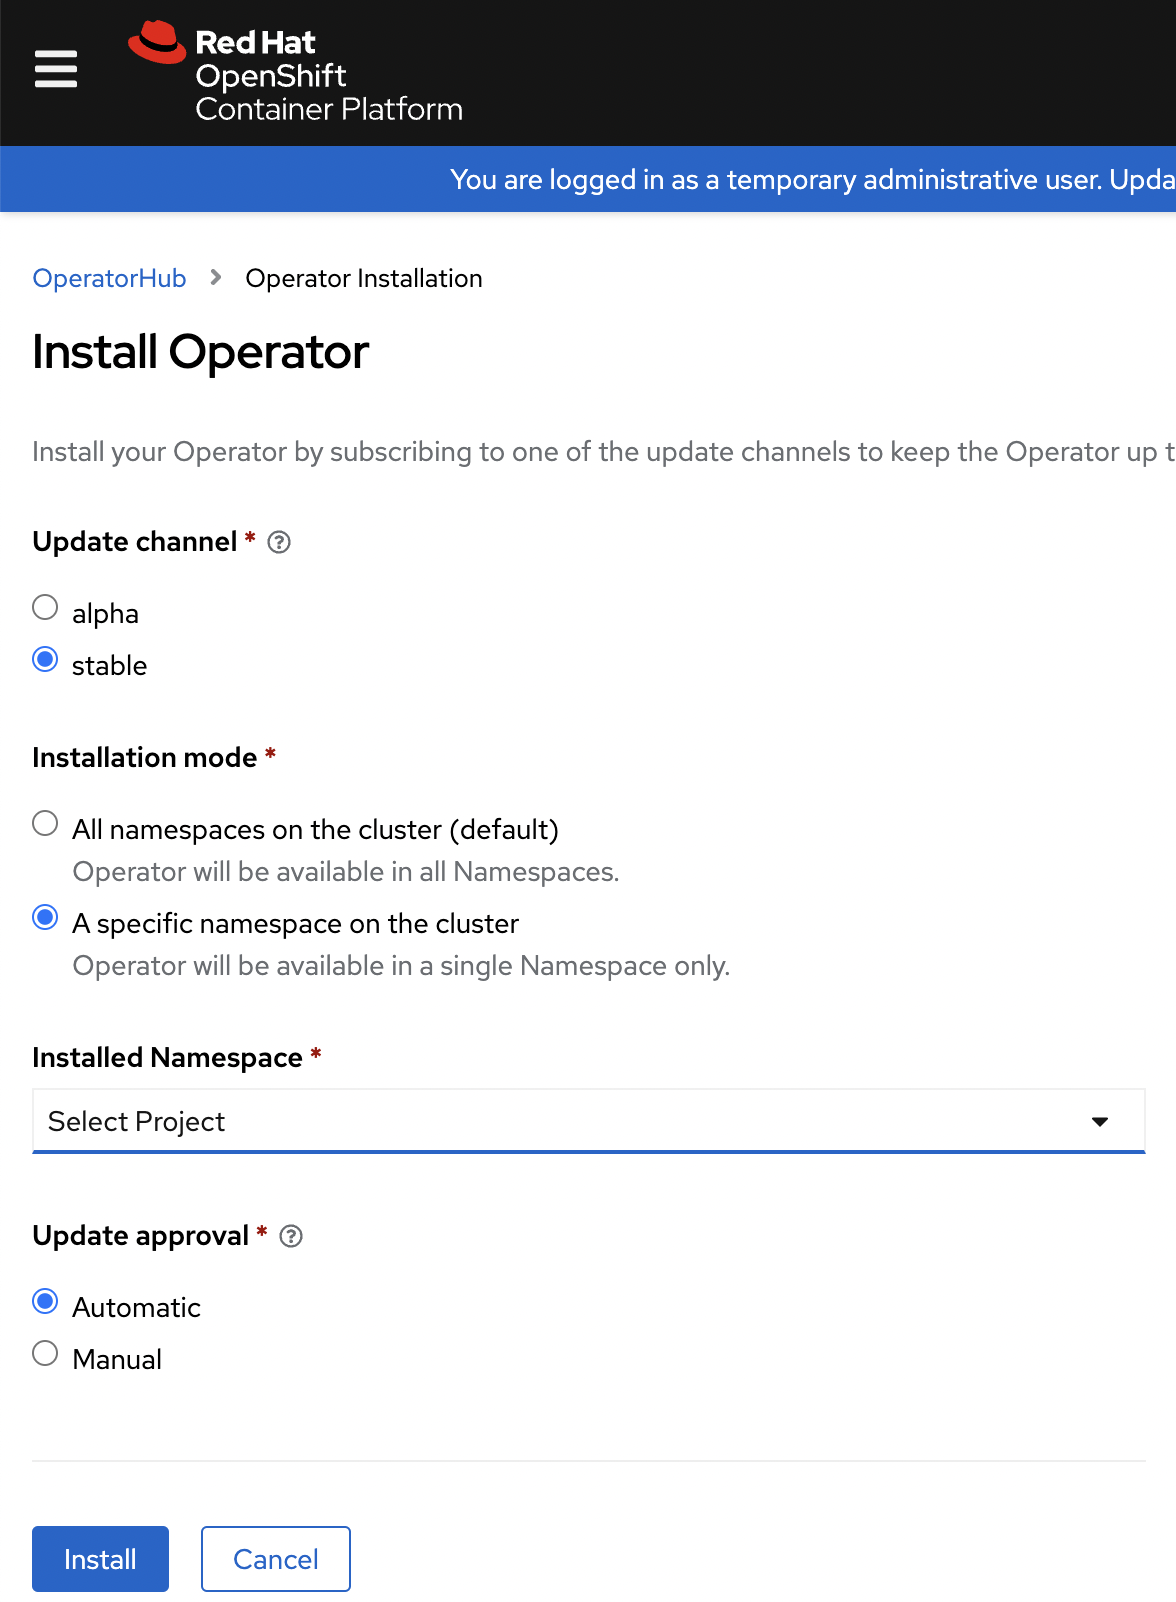 Red Hat
OpenShift
Container Platform
You are logged in as a temporary administrative user. Upda
OperatorHub > Operator Installation
Install Operator
Install your Operator by subscribing to one of the update channels to keep the Operator up t
Update channel * ?
alpha
stable
Installation mode *
All namespaces on the cluster (default)
Operator will be available in all Namespaces.
A specific namespace on the cluster
Operator will be available in a single Namespace only.
Installed Namespace *
Select Project
Update approval * ?
Automatic
Manual
Install Cancel